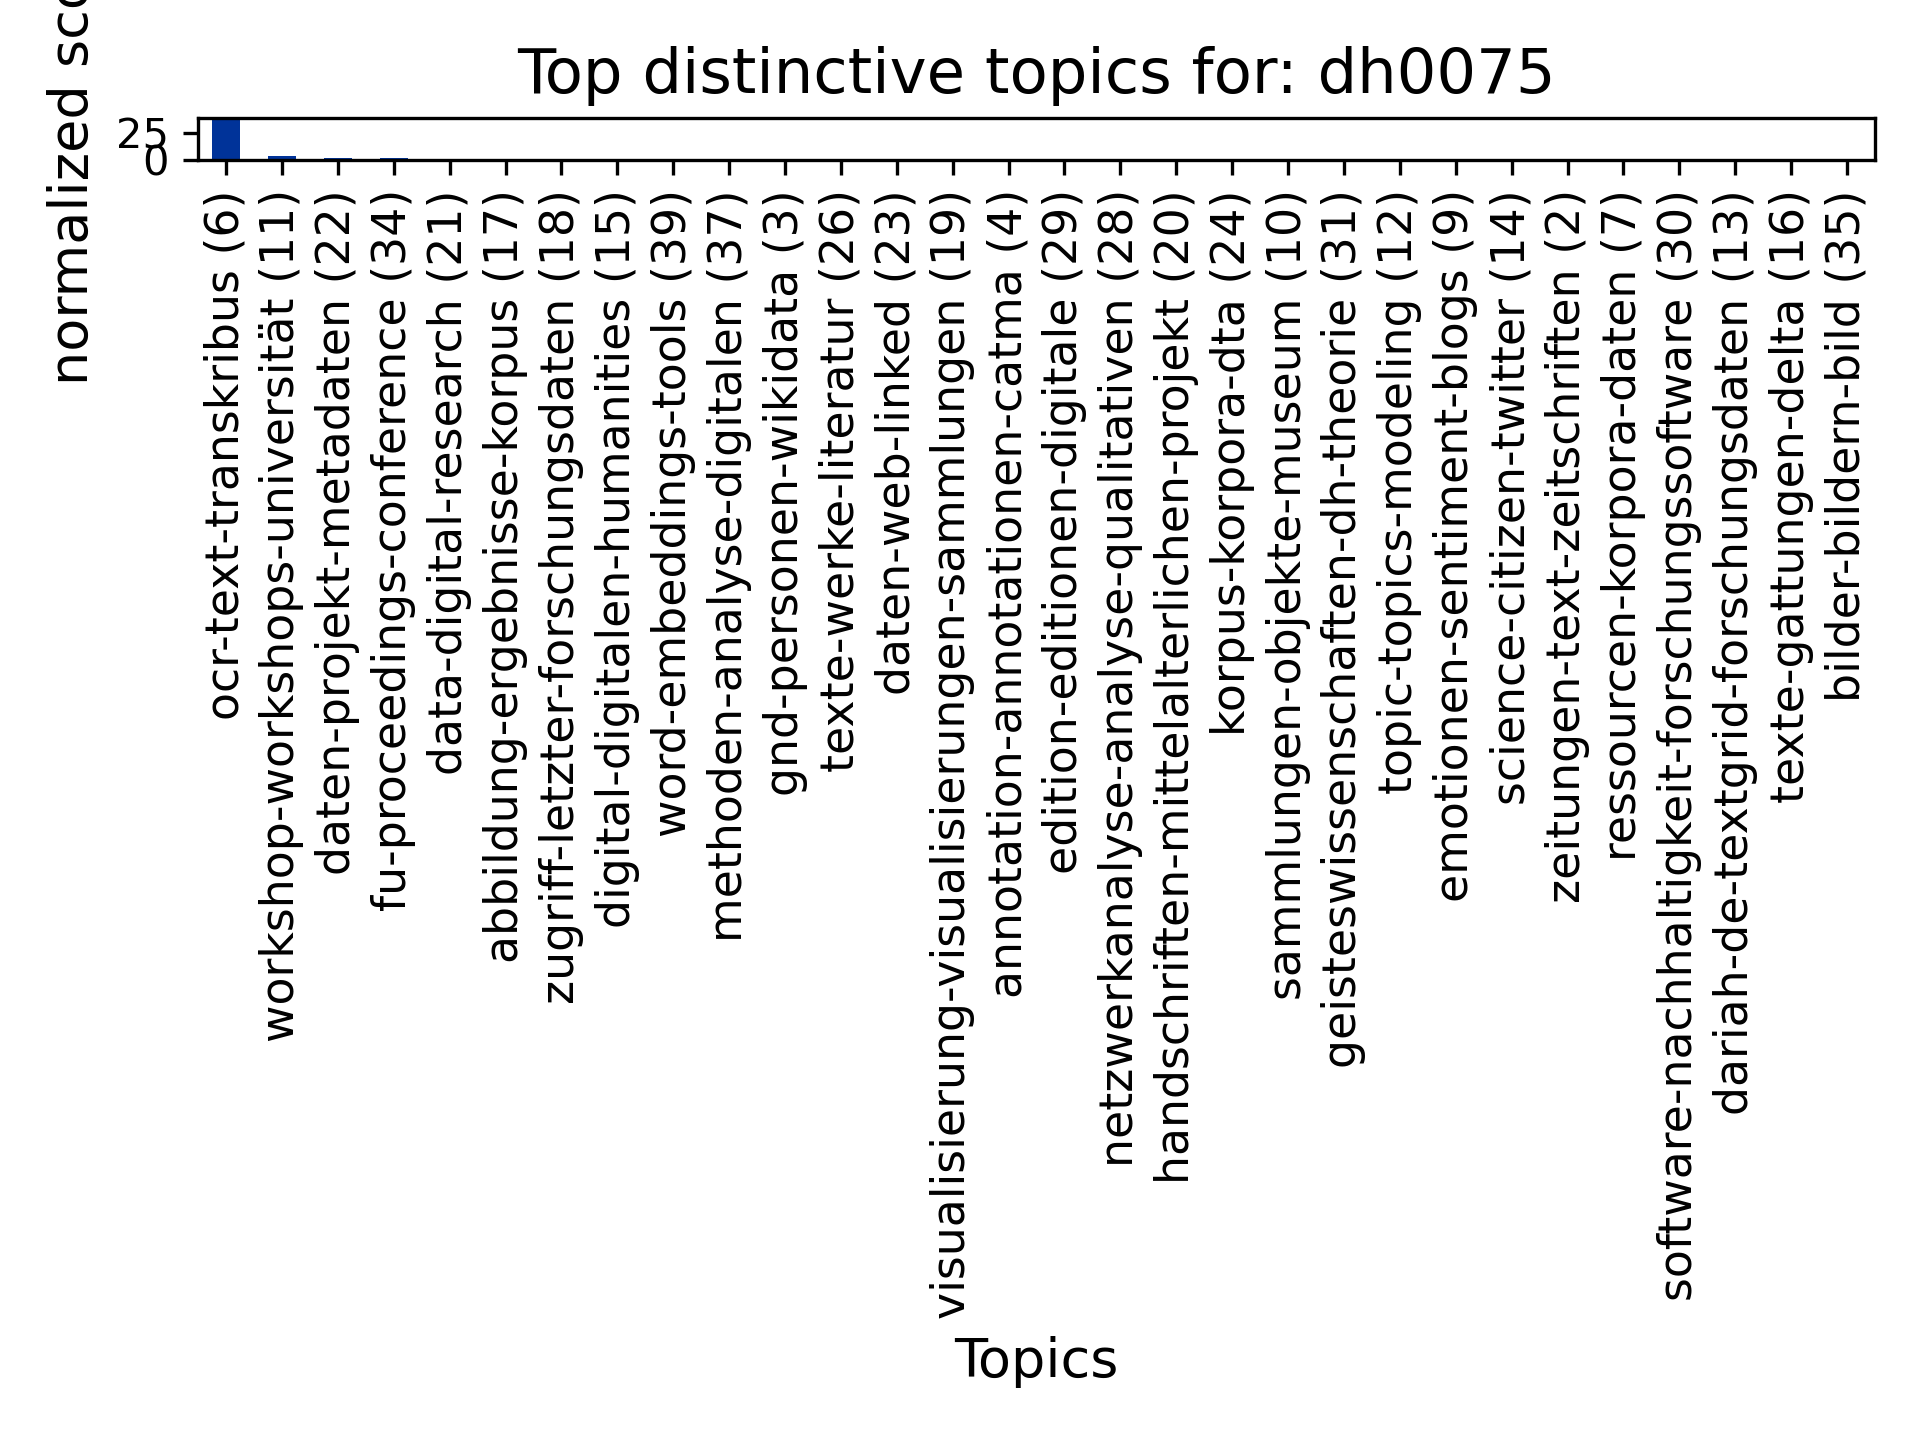 Top distinctive topics for: dh0075
normalized sco
25
0
ocr-text-transkribus (6)
workshop-workshops-universität (11)
daten-projekt-metadaten (22)
fu-proceedings-conference (34)
data-digital-research (21)
abbildung-ergebnisse-korpus (17)
zugriff-letzter-forschungsdaten (18)
digital-digitalen-humanities (15)
word-embeddings-tools (39)
methoden-analyse-digitalen (37)
gnd-personen-wikidata (3)
texte-werke-literatur (26)
daten-web-linked (23)
visualisierung-visualisierungen-sammlungen (19)
annotation-annotationen-catma (4)
edition-editionen-digitale (29)
netzwerkanalyse-analyse-qualitativen (28)
handschriften-mittelalterlichen-projekt (20)
korpus-korpora-dta (24)
sammlungen-objekte-museum (10)
geisteswissenschaften-dh-theorie (31)
topic-topics-modeling (12)
emotionen-sentiment-blogs (9)
science-citizen-twitter (14)
zeitungen-text-zeitschriften (2)
ressourcen-korpora-daten (7)
software-nachhaltigkeit-forschungssoftware (30)
dariah-de-textgrid-forschungsdaten (13)
texte-gattungen-delta (16)
bilder-bildern-bild (35)
Topics